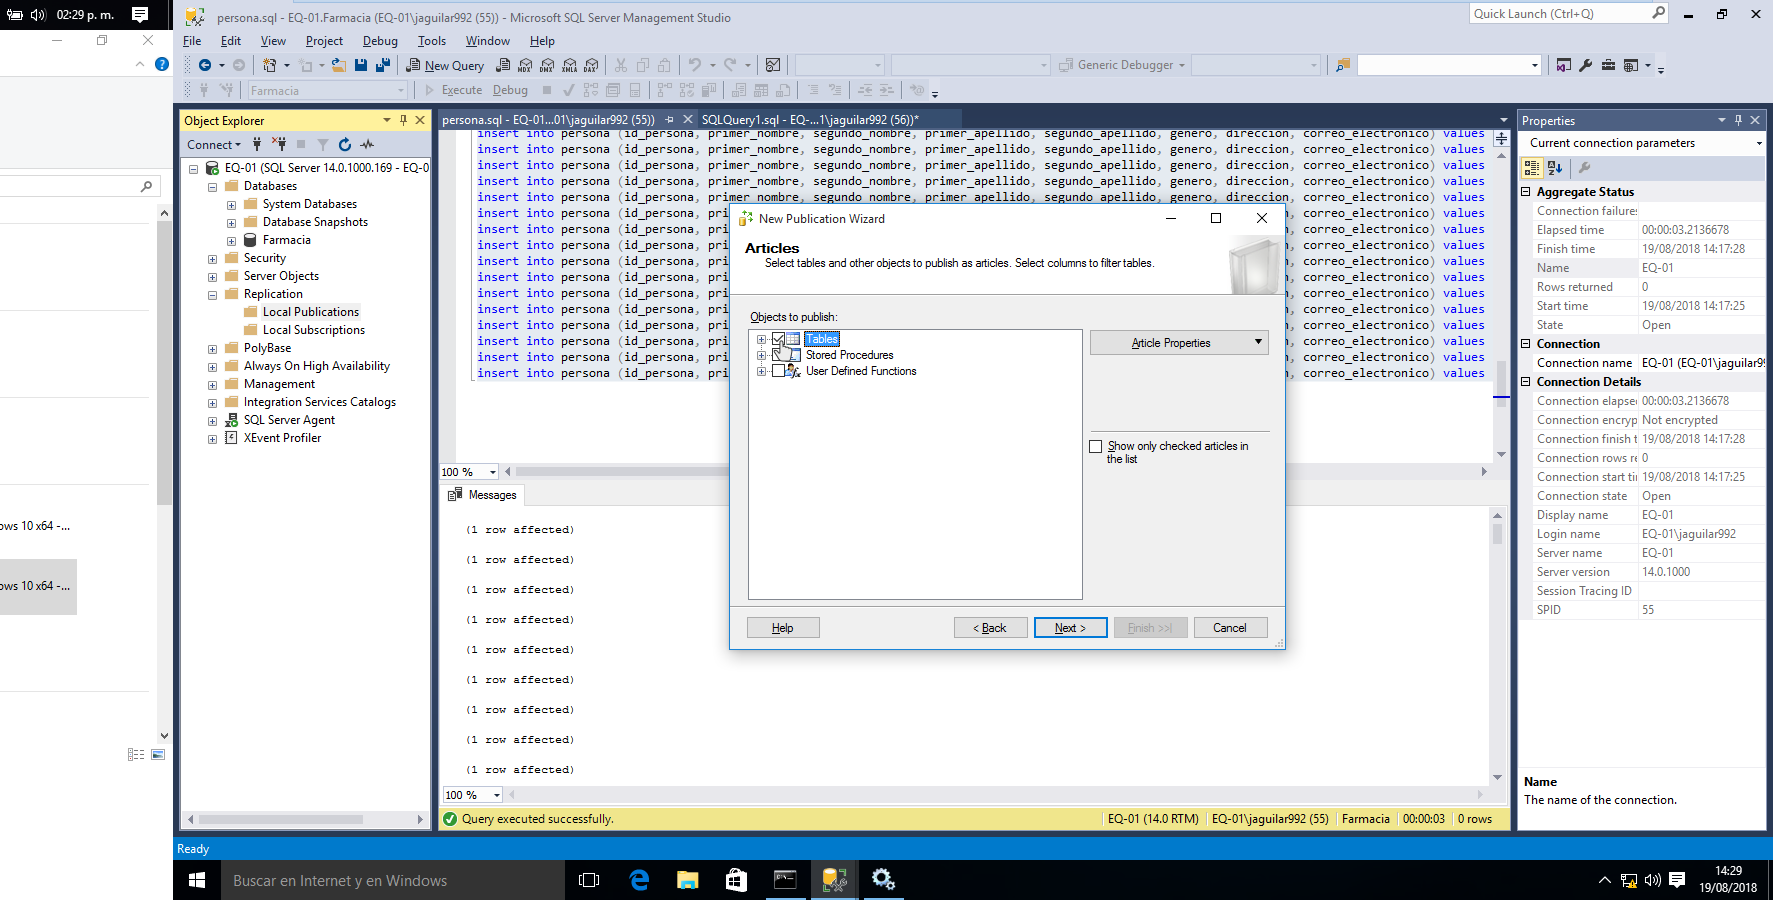 02:29 p. m.
persona.sql - EQ-01.Farmacia (EQ-01\jaguilar992 (55)) - Microsoft SQL Server Management Studio
Quick Launch (Ctrl+Q)
File Edit View Project Debug Tools Window Help
New Query
MDX DMX XMLA DAX
Generic Debugger
Farmacia
Execute Debug
Object Explorer
Connect
EQ-01 (SQL Server 14.0.1000.169 - EQ-0
Databases
System Databases
Database Snapshots
Farmacia
Security
Server Objects
Replication
Local Publications
Local Subscriptions
PolyBase
Always On High Availability
Management
Integration Services Catalogs
SQL Server Agent
XEvent Profiler
ows 10 x64 -...
ows 10 x64 -...
persona.sql - EQ-01...01\jaguilar992 (55))
SQLQuery1.sql - EQ-...1\jaguilar992 (56))*
insert into persona (id_persona, primer_nombre, segundo_nombre, primer_apellido, segundo_apellido, genero, direccion, correo_electronico) values
insert into persona (id_persona, primer_nombre, segundo_nombre, primer_apellido, segundo_apellido, genero, direccion, correo_electronico) values
insert into persona (id_persona, primer_nombre, segundo_nombre, primer_apellido, segundo_apellido, genero, direccion, correo_electronico) values
insert into persona (id_persona, primer_nombre, segundo_nombre, primer_apellido, segundo_apellido, genero, direccion, correo_electronico) values
insert into persona (id_persona, primer_nombre, segundo_nombre, primer_apellido, segundo_apellido, genero, direccion, correo_electronico) values
insert into persona (id_persona, pri n, correo_electronico) values
insert into persona (id_persona, pri n, correo_electronico) values
insert into persona (id_persona, pri n, correo_electronico) values
insert into persona (id_persona, pri n, correo_electronico) values
insert into persona (id_persona, pri n, correo_electronico) values
insert into persona (id_persona, pri n, correo_electronico) values
insert into persona (id_persona, pri n, correo_electronico) values
insert into persona (id_persona, pri n, correo_electronico) values
insert into persona (id_persona, pri n, correo_electronico) values
insert into persona (id_persona, pri n, correo_electronico) values
insert into persona (id_persona, pri n, correo_electronico) values
100 %
Messages
(1 row affected)
(1 row affected)
(1 row affected)
(1 row affected)
(1 row affected)
(1 row affected)
(1 row affected)
(1 row affected)
(1 row affected)
100 %
Query executed successfully.
EQ-01 (14.0 RTM) EQ-01\jaguilar992 (55) Farmacia 00:00:03 0 rows
New Publication Wizard
Articles
Select tables and other objects to publish as articles. Select columns to filter tables.
Objects to publish:
Tables
Stored Procedures
User Defined Functions
Article Properties
Show only checked articles in
the list
Help
< Back
Next >
Finish >>|
Cancel
Properties
Current connection parameters
Aggregate Status
Connection failures
Elapsed time 00:00:03.2136678
Finish time 19/08/2018 14:17:28
Name EQ-01
Rows returned 0
Start time 19/08/2018 14:17:25
State Open
Connection
Connection name EQ-01 (EQ-01\jaguilar9
Connection Details
Connection elapse 00:00:03.2136678
Connection encryp Not encrypted
Connection finish t 19/08/2018 14:17:28
Connection rows re 0
Connection start tir 19/08/2018 14:17:25
Connection state Open
Display name EQ-01
Login name EQ-01\jaguilar992
Server name EQ-01
Server version 14.0.1000
Session Tracing ID
SPID 55
Name
The name of the connection.
Ready
Buscar en Internet y en Windows
14:29
19/08/2018